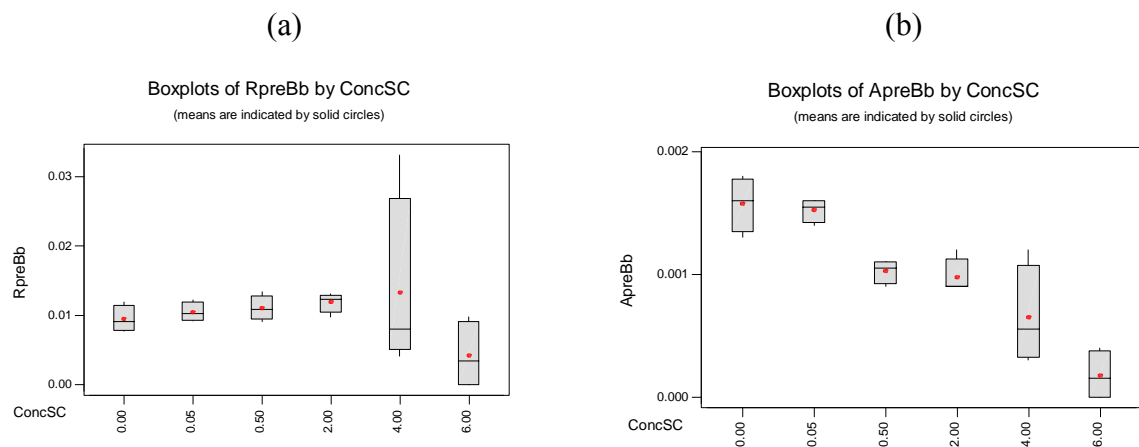 (a)
Boxplots of RpreBb by ConcSC
(means are indicated by solid circles)
0.03
0.02
0.01
0.00
RpreBb
ConcSC
0.00
0.05
0.50
2.00
4.00
6.00
(b)
Boxplots of ApreBb by ConcSC
(means are indicated by solid circles)
0.002
0.001
0.000
ApreBb
ConcSC
0.00
0.05
0.50
2.00
4.00
6.00